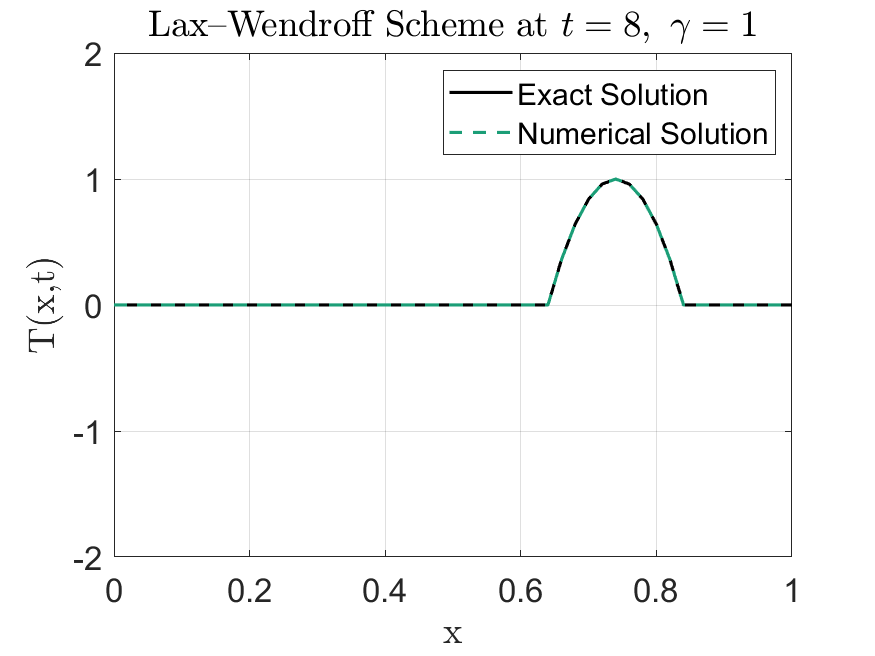 Lax–Wendroff Scheme at t = 8, γ = 1
Exact Solution
Numerical Solution
2
1
0
-1
-2
T(x,t)
0
0.2
0.4
0.6
0.8
1
x